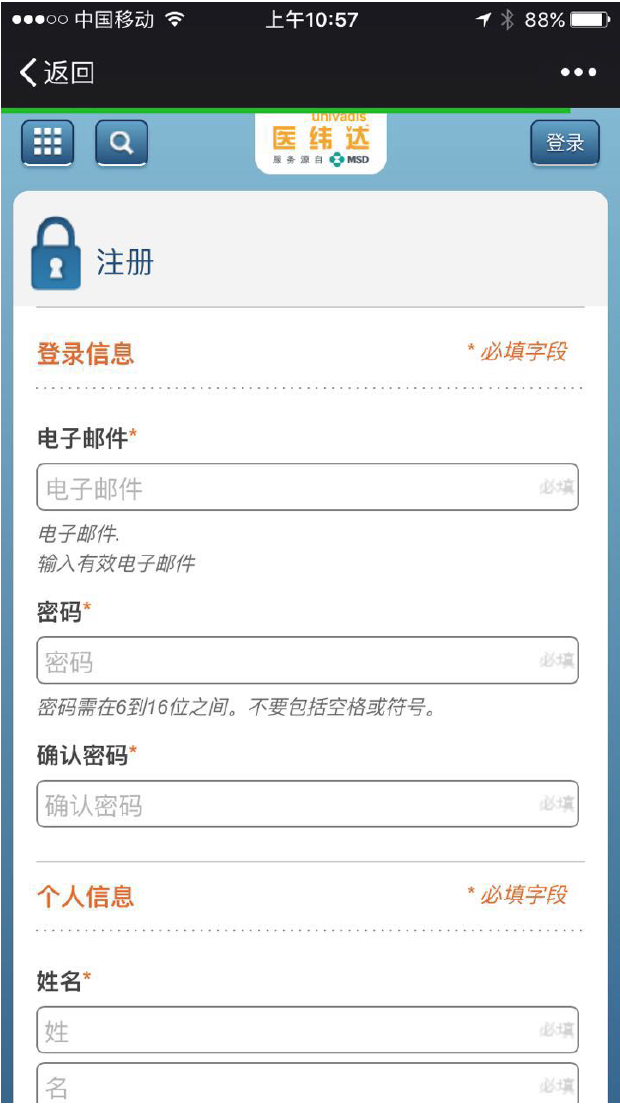 中国移动 上午10:57 88%
返回
univadis
医纬达
服务源自 MSD
登录
注册
登录信息 * 必填字段
电子邮件*
电子邮件 必填
电子邮件.
输入有效电子邮件
密码*
密码 必填
密码需在6到16位之间。不要包括空格或符号。
确认密码*
确认密码 必填
个人信息 * 必填字段
姓名*
姓 必填
名 必填